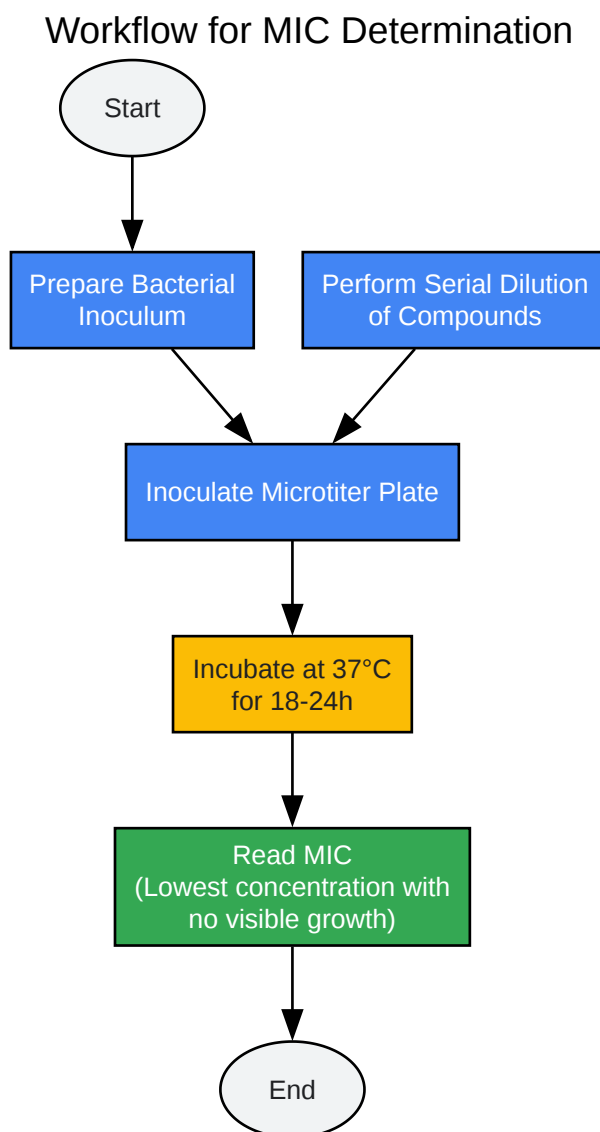 Workflow for MIC Determination
Start
Prepare Bacterial
Inoculum
Perform Serial Dilution
of Compounds
Inoculate Microtiter Plate
Incubate at 37°C
for 18-24h
Read MIC
(Lowest concentration with
no visible growth)
End